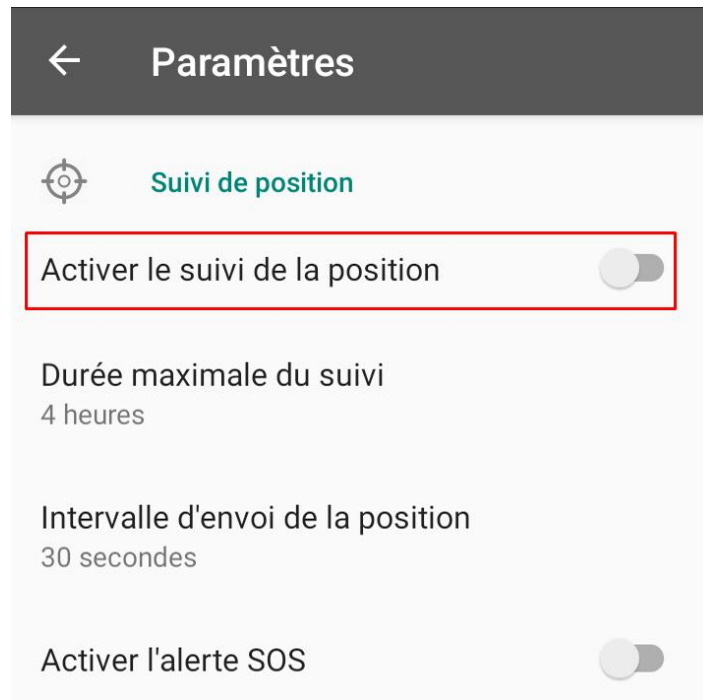 Paramètres
Suivi de position
Activer le suivi de la position
Durée maximale du suivi
4 heures
Intervalle d'envoi de la position
30 secondes
Activer l'alerte SOS